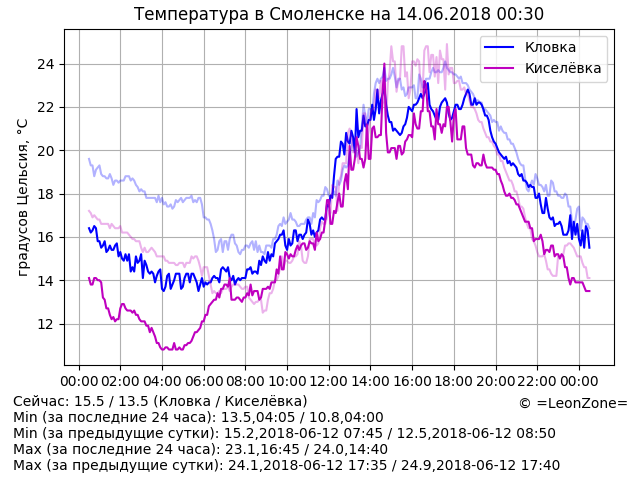 Температура в Смоленске на 14.06.2018 00:30
Кловка
Киселёвка
градусов Цельсия, °C
24
22
20
18
16
14
12
00:00 02:00 04:00 06:00 08:00 10:00 12:00 14:00 16:00 18:00 20:00 22:00 00:00
Сейчас: 15.5 / 13.5 (Кловка / Киселёвка)
© =LeonZone=
Min (за последние 24 часа): 13.5,04:05 / 10.8,04:00
Min (за предыдущие сутки): 15.2,2018-06-12 07:45 / 12.5,2018-06-12 08:50
Max (за последние 24 часа): 23.1,16:45 / 24.0,14:40
Max (за предыдущие сутки): 24.1,2018-06-12 17:35 / 24.9,2018-06-12 17:40